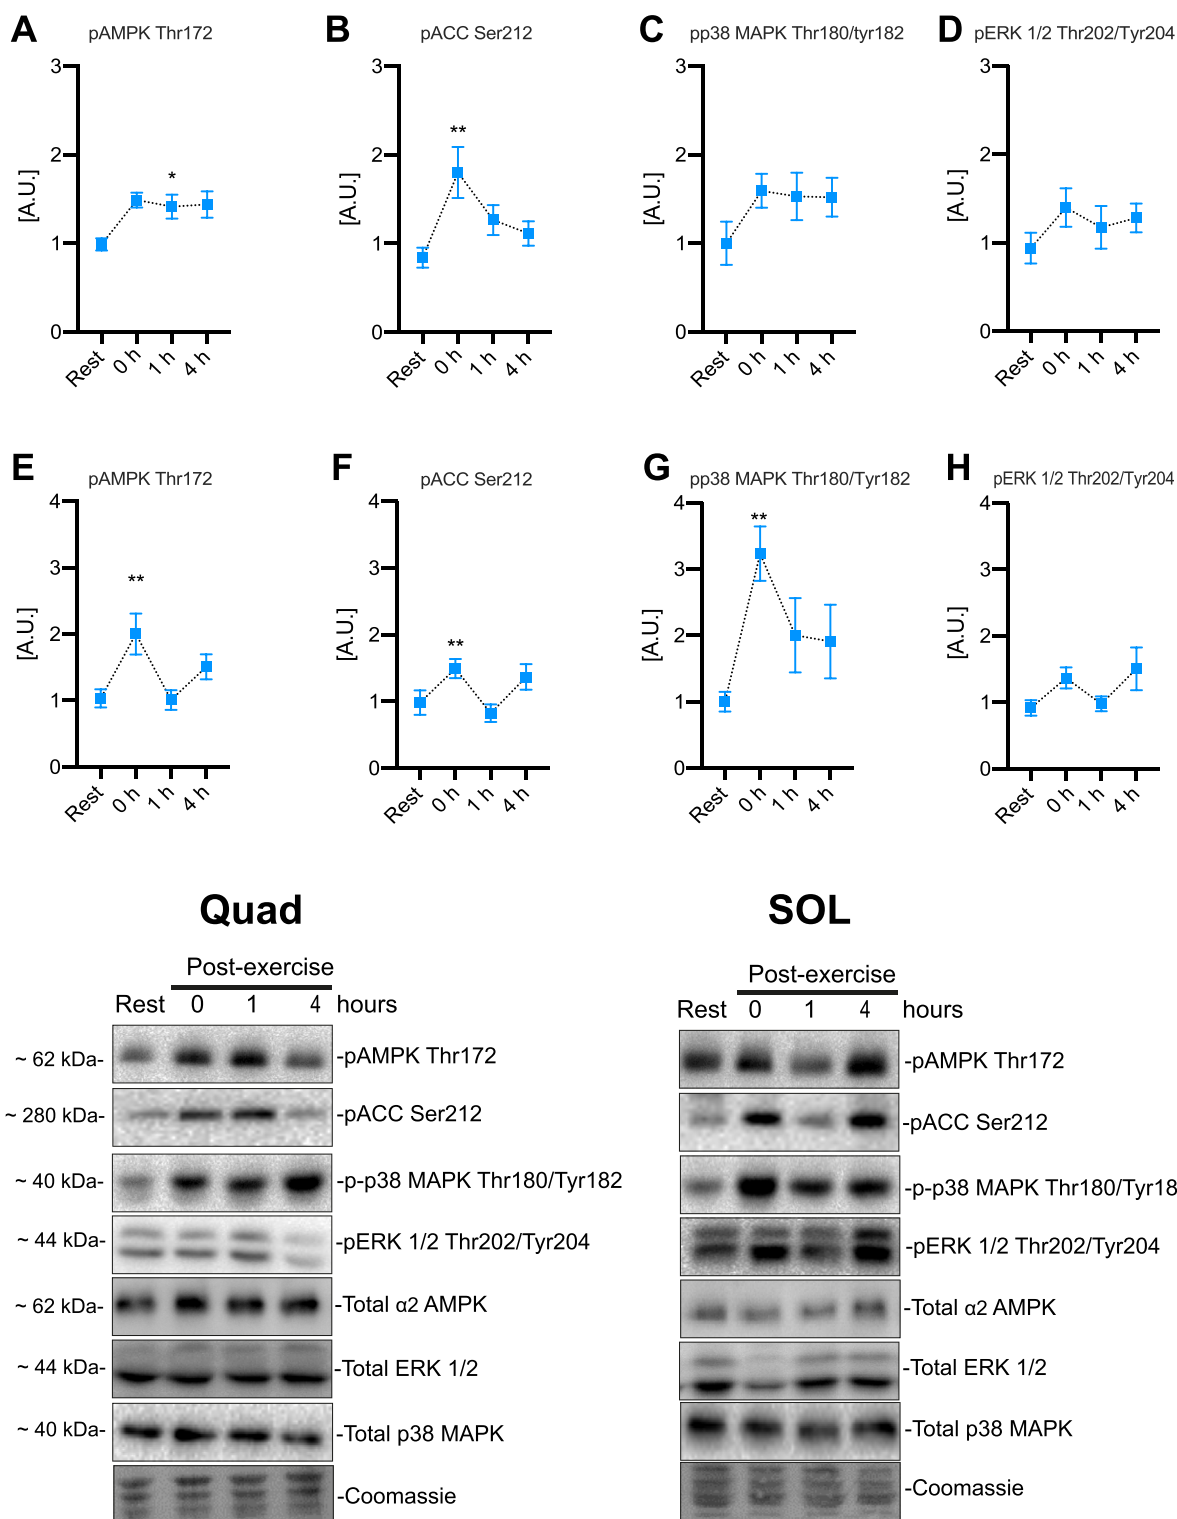 A pAMPK Thr172
B pACC Ser212
C pp38 MAPK Thr180/tyr182
D pERK 1/2 Thr202/Tyr204
3
2
1
0
[A.U.]
Rest 0 h 1 h 4 h
*
3
2
1
0
[A.U.]
Rest 0 h 1 h 4 h
**
3
2
1
0
[A.U.]
Rest 0 h 1 h 4 h
3
2
1
0
[A.U.]
Rest 0 h 1 h 4 h
E pAMPK Thr172
F pACC Ser212
G pp38 MAPK Thr180/Tyr182
H pERK 1/2 Thr202/Tyr204
4
3
2
1
0
[A.U.]
Rest 0 h 1 h 4 h
**
4
3
2
1
0
[A.U.]
Rest 0 h 1 h 4 h
**
4
3
2
1
0
[A.U.]
Rest 0 h 1 h 4 h
**
4
3
2
1
0
[A.U.]
Rest 0 h 1 h 4 h
Quad
Post-exercise
Rest 0 1 4 hours
~ 62 kDa- -pAMPK Thr172
~ 280 kDa- -pACC Ser212
~ 40 kDa- -p-p38 MAPK Thr180/Tyr182
~ 44 kDa- -pERK 1/2 Thr202/Tyr204
~ 62 kDa- -Total α2 AMPK
~ 44 kDa- -Total ERK 1/2
~ 40 kDa- -Total p38 MAPK
-Coomassie
SOL
Post-exercise
Rest 0 1 4 hours
-pAMPK Thr172
-pACC Ser212
-p-p38 MAPK Thr180/Tyr18
-pERK 1/2 Thr202/Tyr204
-Total α2 AMPK
-Total ERK 1/2
-Total p38 MAPK
-Coomassie